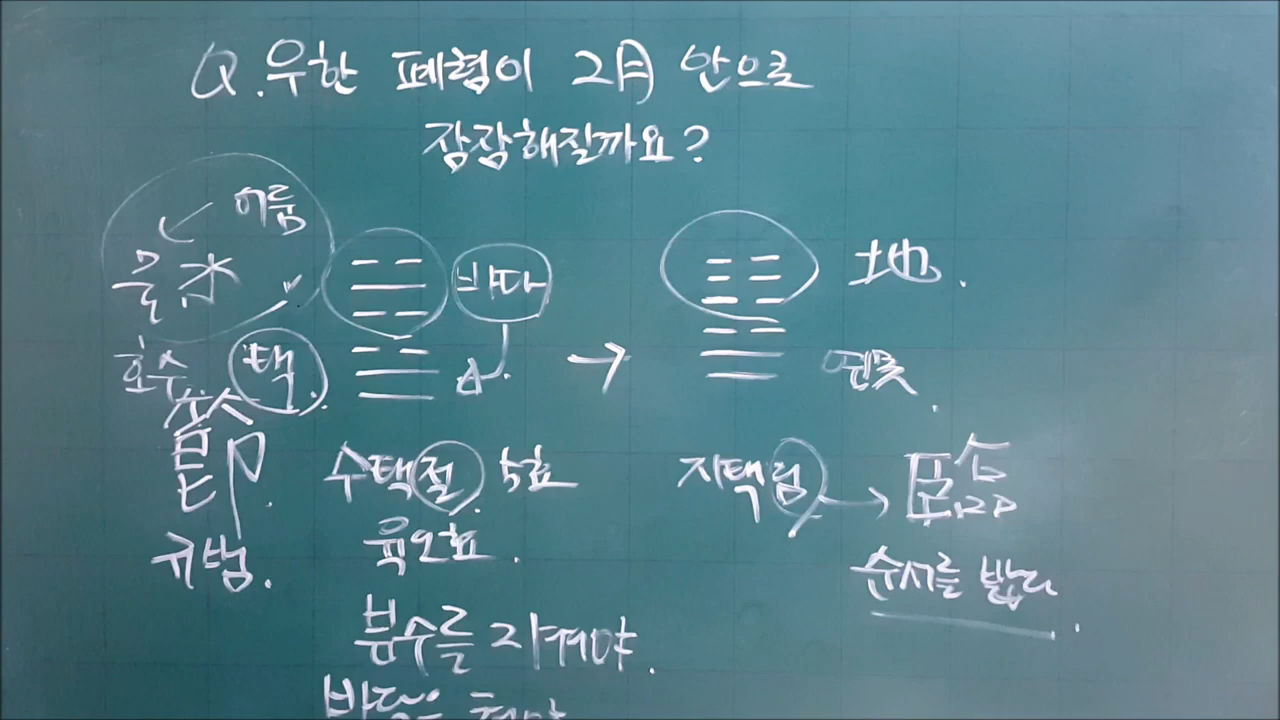 Q. 우한 폐렴이 2月 안으로
잠잠해질까요?
어름
물水
바다
地.
호수 택.
연못.
節.
규범.
수택절. 5효
육오효.
지택림 → 臨
순서를 밟다.
분수를 지켜야.